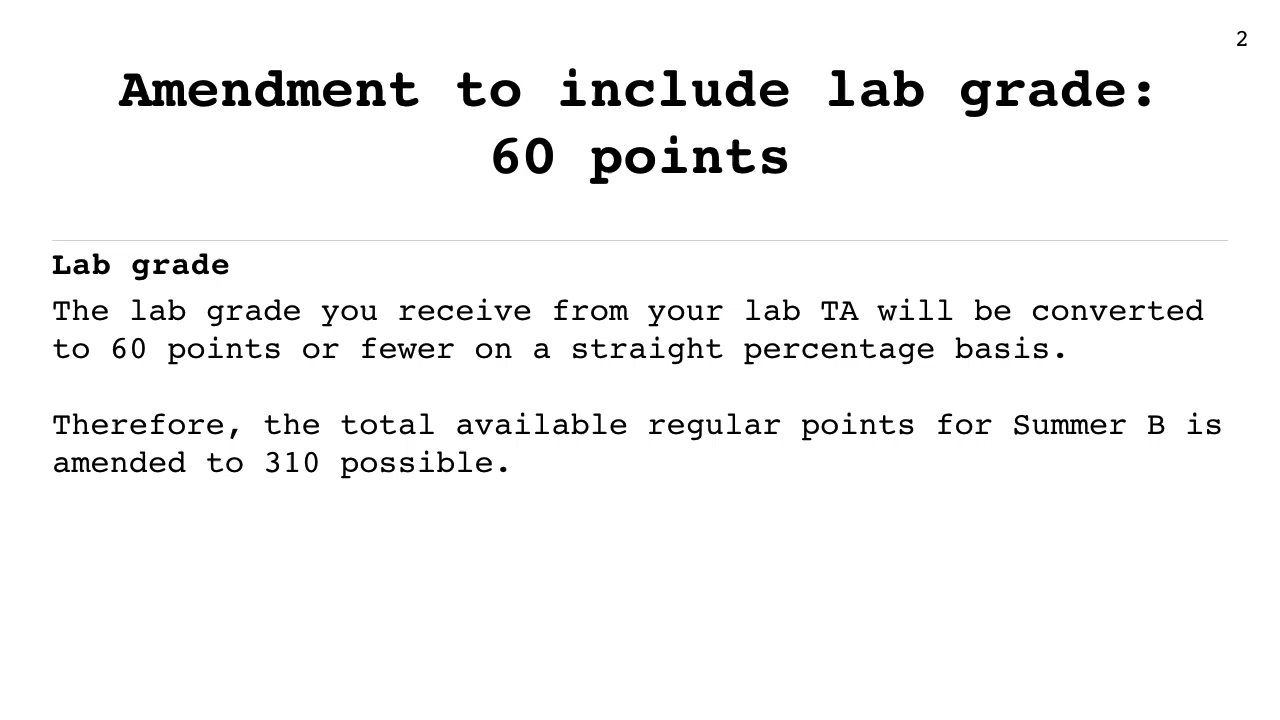 2
Amendment to include lab grade:
60 points
Lab grade
The lab grade you receive from your lab TA will be converted
to 60 points or fewer on a straight percentage basis.
Therefore, the total available regular points for Summer B is
amended to 310 possible.